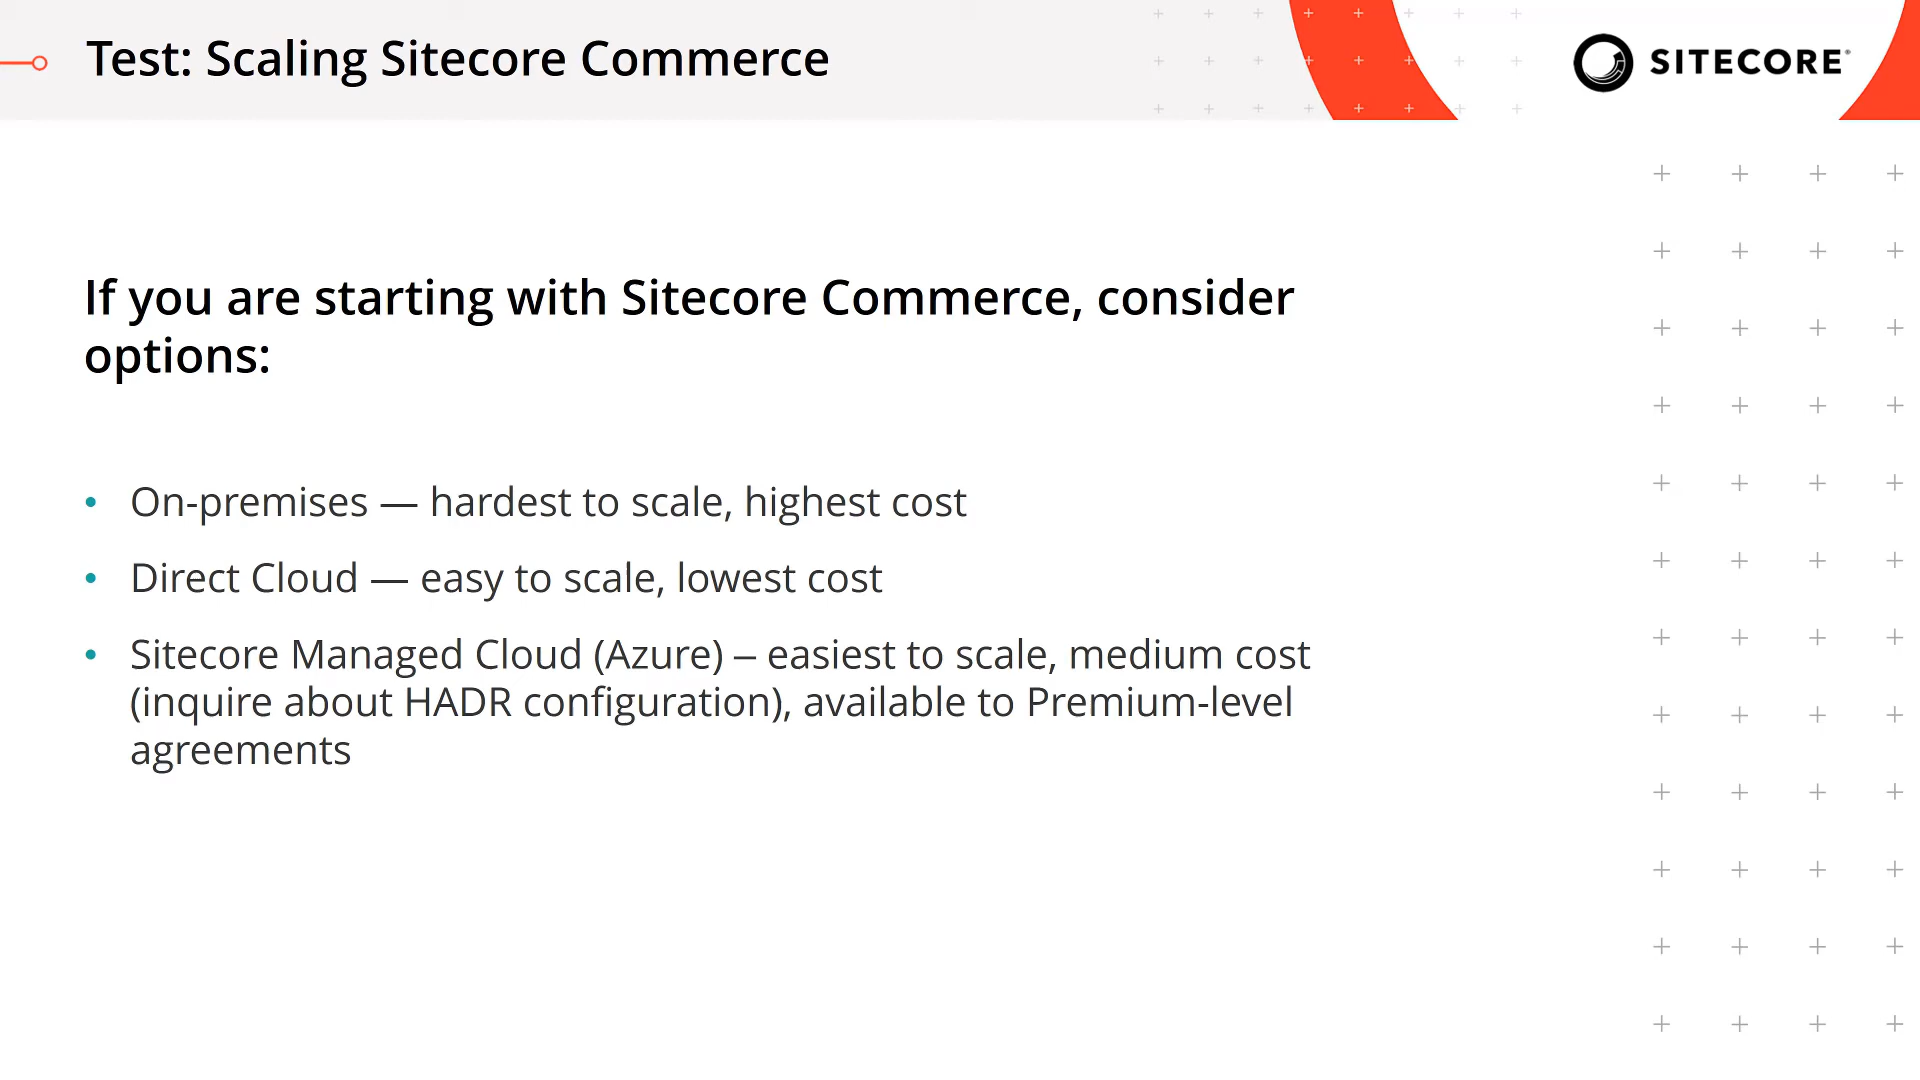 Test: Scaling Sitecore Commerce
SITECORE®
If you are starting with Sitecore Commerce, consider
options:
• On-premises — hardest to scale, highest cost
• Direct Cloud — easy to scale, lowest cost
• Sitecore Managed Cloud (Azure) – easiest to scale, medium cost
(inquire about HADR configuration), available to Premium-level
agreements